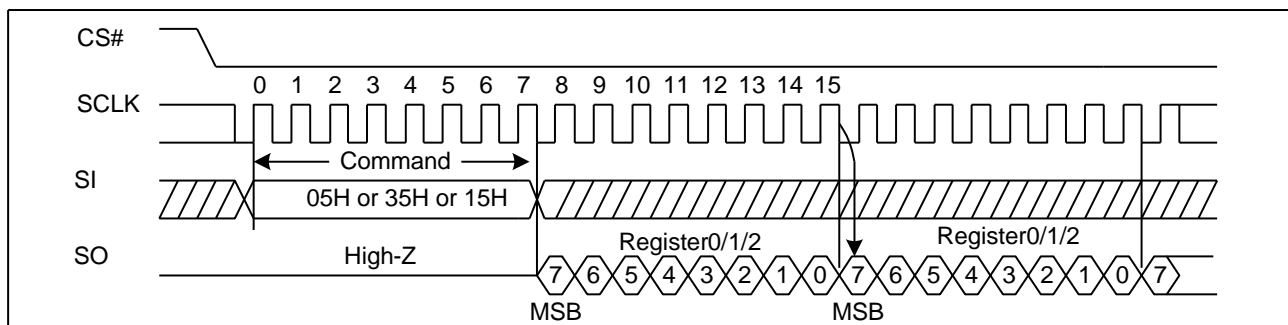 CS#
0 1 2 3 4 5 6 7 8 9 10 11 12 13 14 15
SCLK
Command
SI
05H or 35H or 15H
Register0/1/2 Register0/1/2
SO High-Z
7 6 5 4 3 2 1 0 7 6 5 4 3 2 1 0 7
MSB MSB